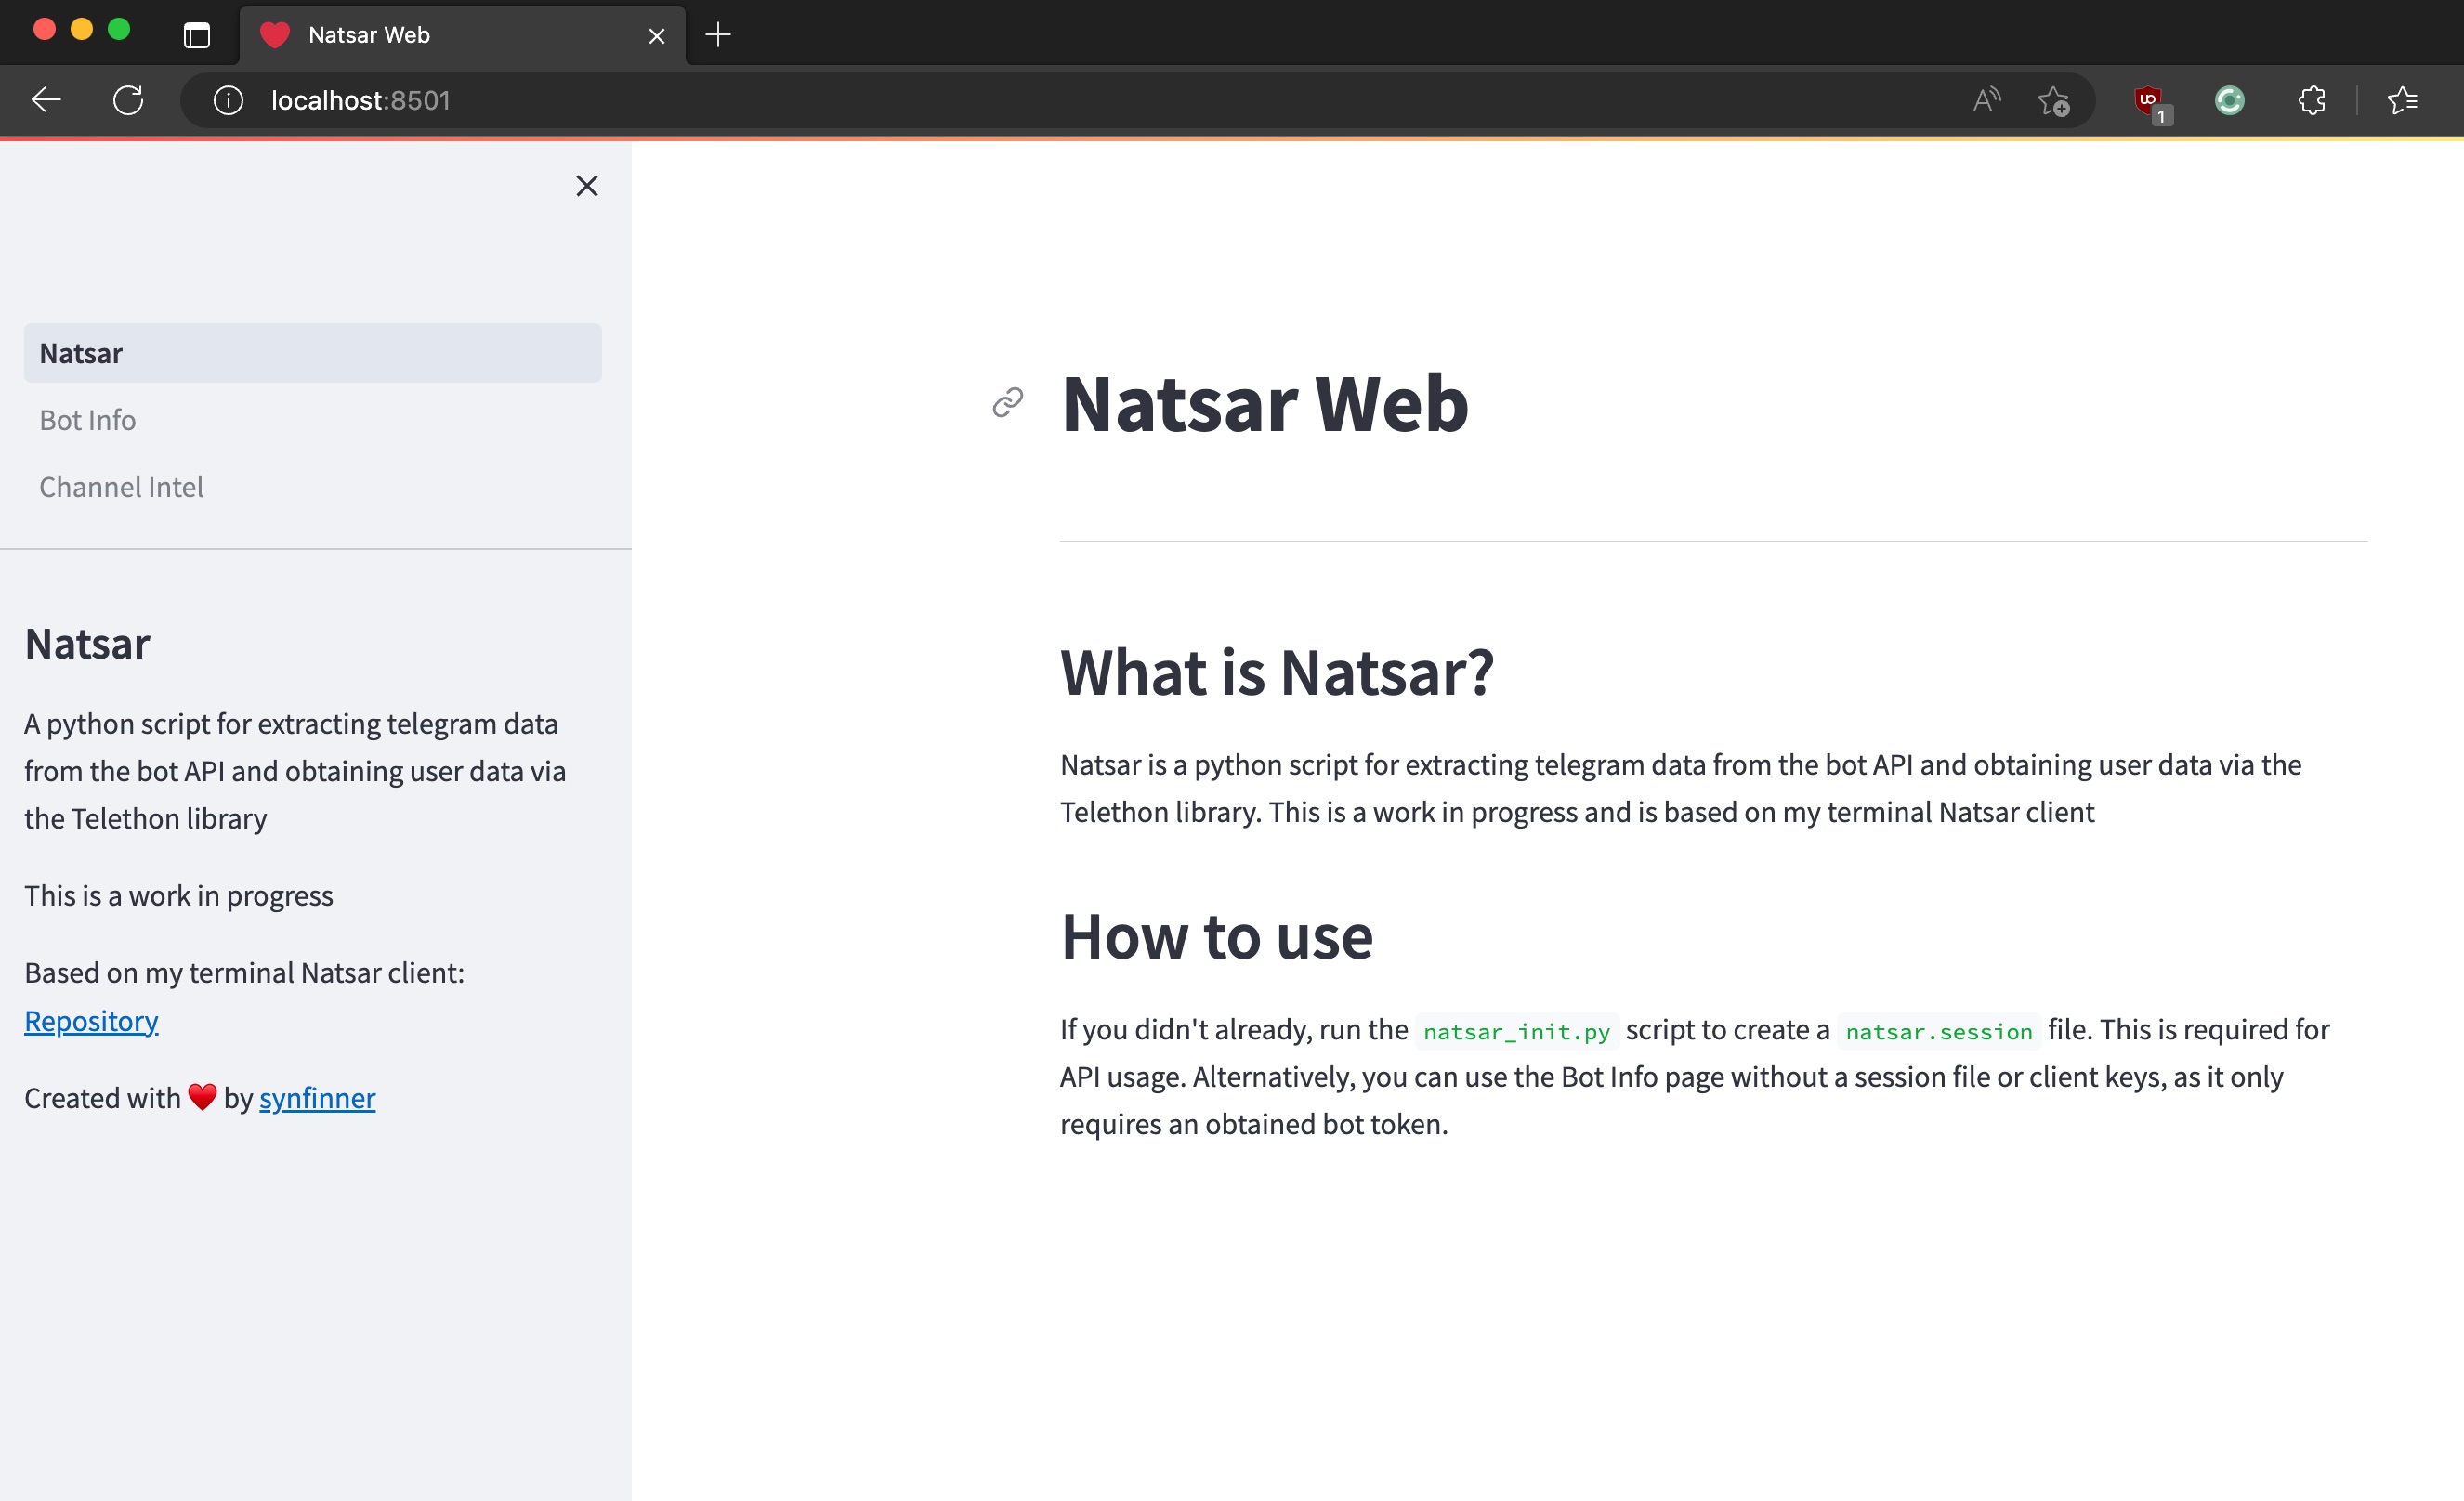 Natsar Web
localhost:8501
1
Natsar
Bot Info
Channel Intel
Natsar
A python script for extracting telegram data
from the bot API and obtaining user data via
the Telethon library
This is a work in progress
Based on my terminal Natsar client:
Repository
Created with ❤️ by synfinner
Natsar Web
What is Natsar?
Natsar is a python script for extracting telegram data from the bot API and obtaining user data via the
Telethon library. This is a work in progress and is based on my terminal Natsar client
How to use
If you didn't already, run the natsar_init.py script to create a natsar.session file. This is required for
API usage. Alternatively, you can use the Bot Info page without a session file or client keys, as it only
requires an obtained bot token.